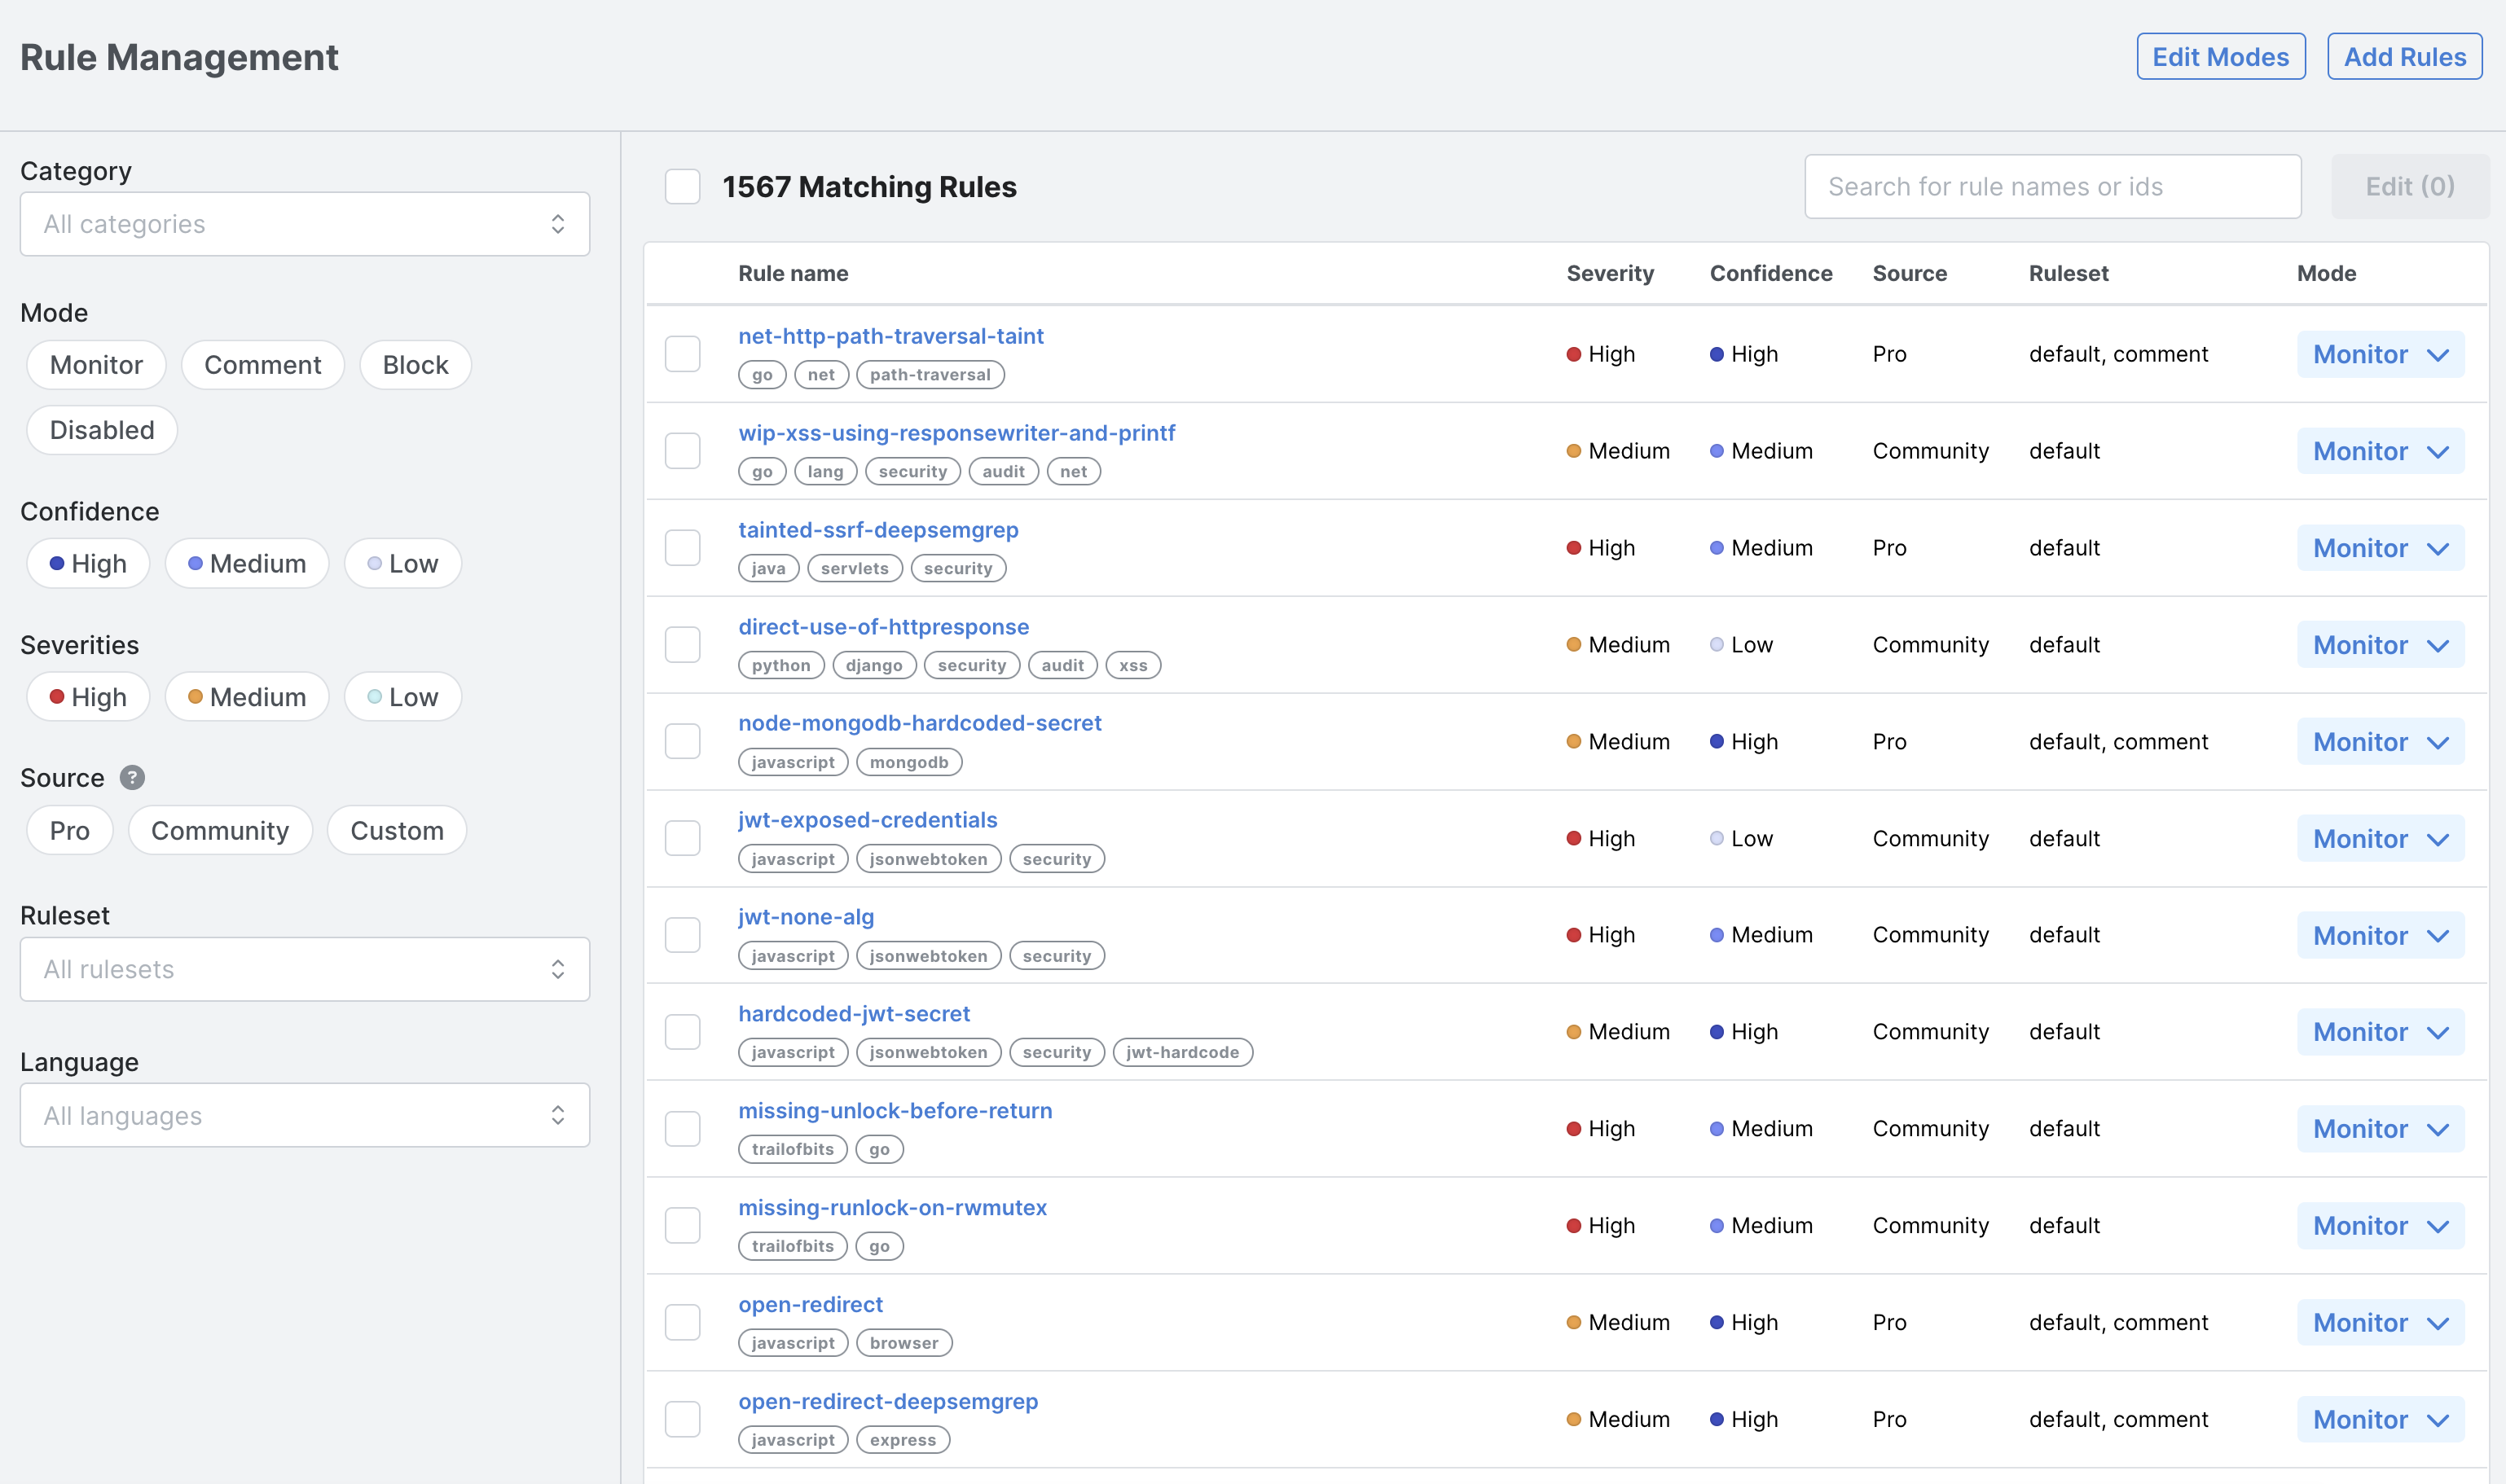 Rule Management
Edit Modes
Add Rules
Category
All categories
Mode
Monitor Comment Block
Disabled
Confidence
High Medium Low
Severities
High Medium Low
Source ?
Pro Community Custom
Ruleset
All rulesets
Language
All languages
1567 Matching Rules
Search for rule names or ids
Edit (0)
Rule name Severity Confidence Source Ruleset Mode
net-http-path-traversal-taint
go net path-traversal
High High Pro default, comment Monitor
wip-xss-using-responsewriter-and-printf
go lang security audit net
Medium Medium Community default Monitor
tainted-ssrf-deepsemgrep
java servlets security
High Medium Pro default Monitor
direct-use-of-httpresponse
python django security audit xss
Medium Low Community default Monitor
node-mongodb-hardcoded-secret
javascript mongodb
Medium High Pro default, comment Monitor
jwt-exposed-credentials
javascript jsonwebtoken security
High Low Community default Monitor
jwt-none-alg
javascript jsonwebtoken security
High Medium Community default Monitor
hardcoded-jwt-secret
javascript jsonwebtoken security jwt-hardcode
Medium High Community default Monitor
missing-unlock-before-return
trailofbits go
High Medium Community default Monitor
missing-runlock-on-rwmutex
trailofbits go
High Medium Community default Monitor
open-redirect
javascript browser
Medium High Pro default, comment Monitor
open-redirect-deepsemgrep
javascript express
Medium High Pro default, comment Monitor